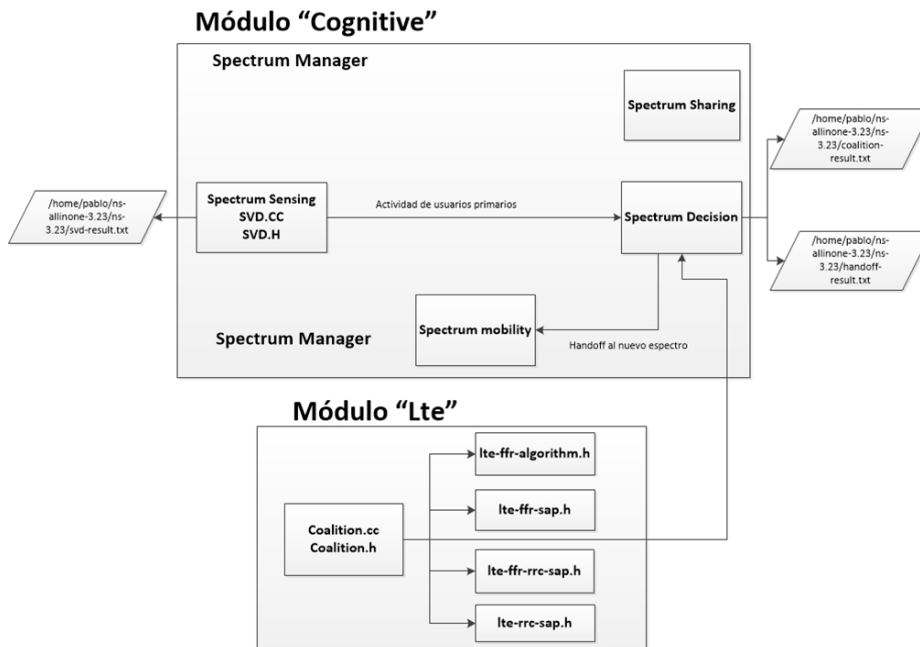 Módulo “Cognitive”
Spectrum Manager
Spectrum Sharing
/home/pablo/ns-
allinone-3.23/ns-
3.23/coalition-
result.txt
/home/pablo/ns-
allinone-3.23/ns-
3.23/svd-result.txt
Spectrum Sensing
SVD.CC
SVD.H
Actividad de usuarios primarios
Spectrum Decision
/home/pablo/ns-
allinone-3.23/ns-
3.23/handoff-
result.txt
Spectrum Manager
Spectrum mobility
Handoff al nuevo espectro
Módulo “Lte”
Coalition.cc
Coalition.h
lte-ffr-algorithm.h
lte-ffr-sap.h
lte-ffr-rrc-sap.h
lte-rrc-sap.h